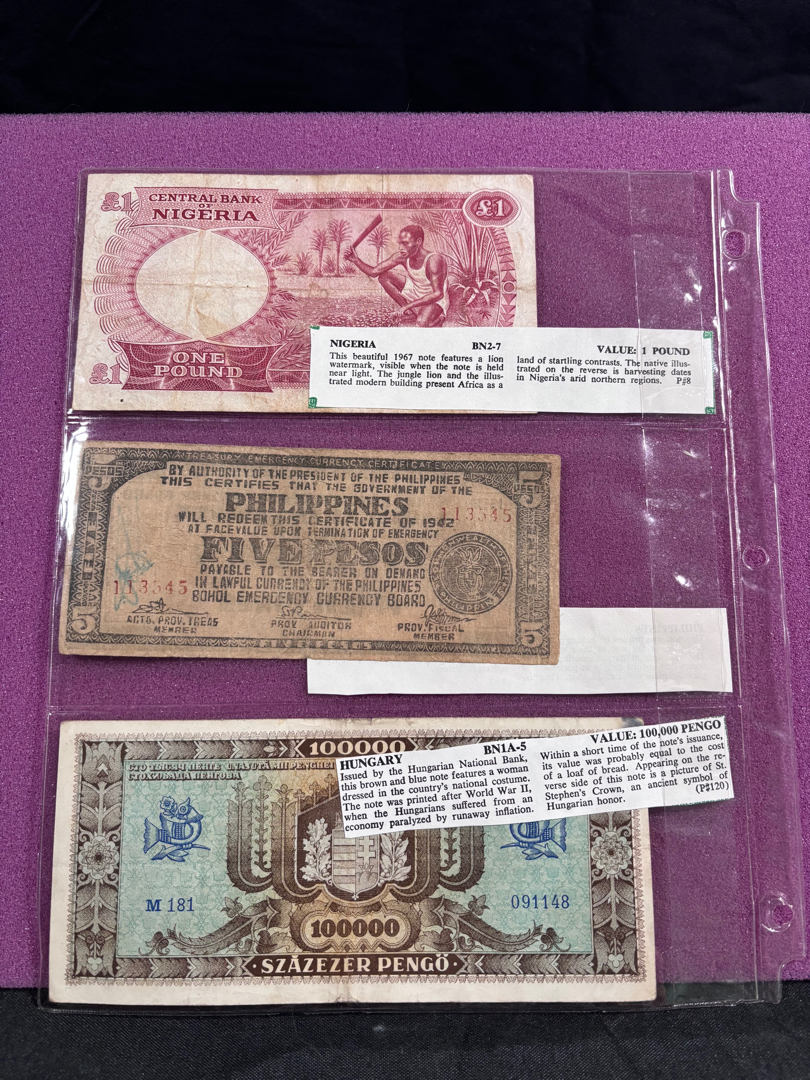 £1
CENTRAL BANK
OF
NIGERIA
£1
£1
ONE
POUND
NIGERIA BN2-7 VALUE: 1 POUND
This beautiful 1967 note features a lion
watermark, visible when the note is held
near light. The jungle lion and the illus-
trated modern building present Africa as a
land of startling contrasts. The native illus-
trated on the reverse is harvesting dates
in Nigeria's arid northern regions. P#8
TREASURY EMERGENCY CURRENCY CERTIFICATE
BY AUTHORITY OF THE PRESIDENT OF THE PHILIPPINES
THIS CERTIFIES THAT THE GOVERNMENT OF THE
PHILIPPINES
WILL REDEEM THIS CERTIFICATE OF 1942
113545
AT FACE VALUE UPON TERMINATION OF EMERGENCY
FIVE PESOS
PAYABLE TO THE BEARER ON DEMAND
113545
IN LAWFUL CURRENCY OF THE PHILIPPINES
BOHOL EMERGENCY CURRENCY BOARD
ACTG. PROV. TREAS
MEMBER
PROV. AUDITOR
CHAIRMAN
PROV. FISCAL
MEMBER
5
PESOS
5
PESOS
FIVE
5
5
100000
HUNGARY BN1A-5 VALUE: 100,000 PENGO
Issued by the Hungarian National Bank,
this brown and blue note features a woman
dressed in the country's national costume.
The note was printed after World War II,
when the Hungarians suffered from an
economy paralyzed by runaway inflation.
Within a short time of the note's issuance,
its value was probably equal to the cost
of a loaf of bread. Appearing on the re-
verse side of this note is a picture of St.
Stephen's Crown, an ancient symbol of
Hungarian honor. (P#120)
M 181
091148
100000
· SZÁZEZER PENGŐ ·